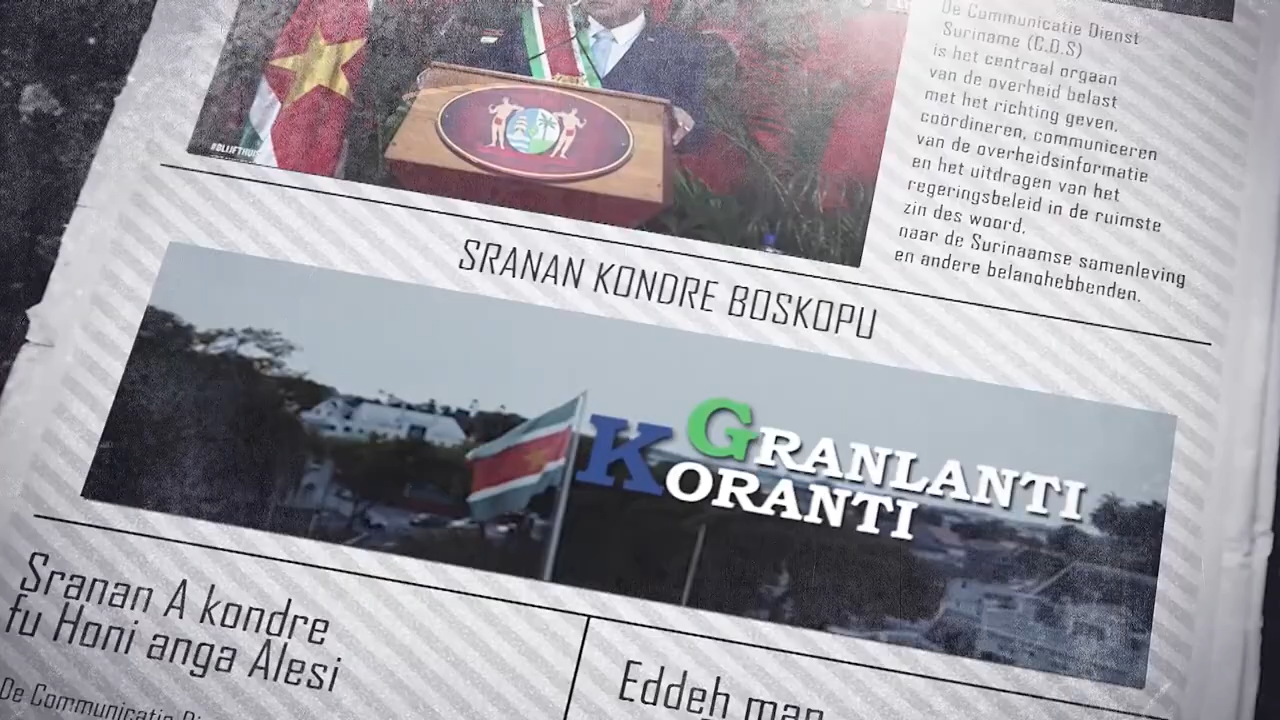 De Communicatie Dienst
Suriname (C.D.S)
is het centraal orgaan
van de overheid belast
met het richting geven,
coördineren, communiceren
van de overheidsinformatie
en het uitdragen van het
regeringsbeleid in de ruimste
zin des woord.
naar de Surinaamse samenleving
en andere belanghebbenden.
SRANAN KONDRE BOSKOPU
GRANLANTI
KORANTI
Sranan A kondre
fu Honi anga Alesi
De Communicatie
Eddeh man